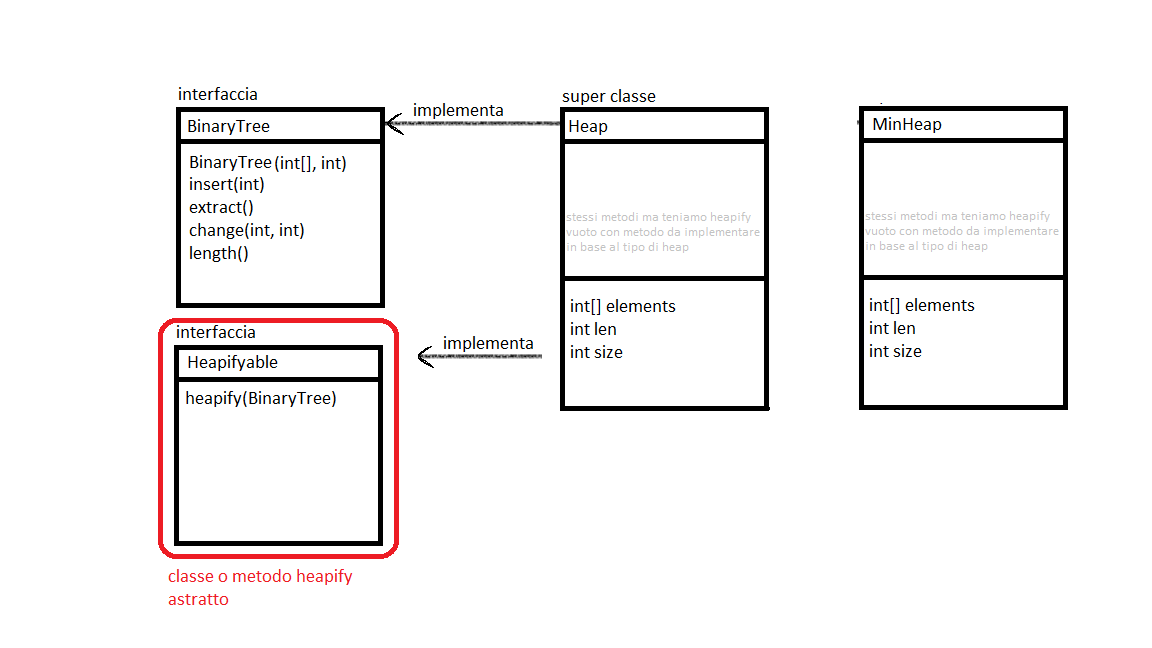 interfaccia
BinaryTree
BinaryTree(int[], int)
insert(int)
extract()
change(int, int)
length()
implementa
super classe
Heap
stessi metodi ma teniamo heapify
vuoto con metodo da implementare
in base al tipo di heap
int[] elements
int len
int size
MinHeap
stessi metodi ma teniamo heapify
vuoto con metodo da implementare
in base al tipo di heap
int[] elements
int len
int size
interfaccia
Heapifyable
heapify(BinaryTree)
implementa
classe o metodo heapify
astratto